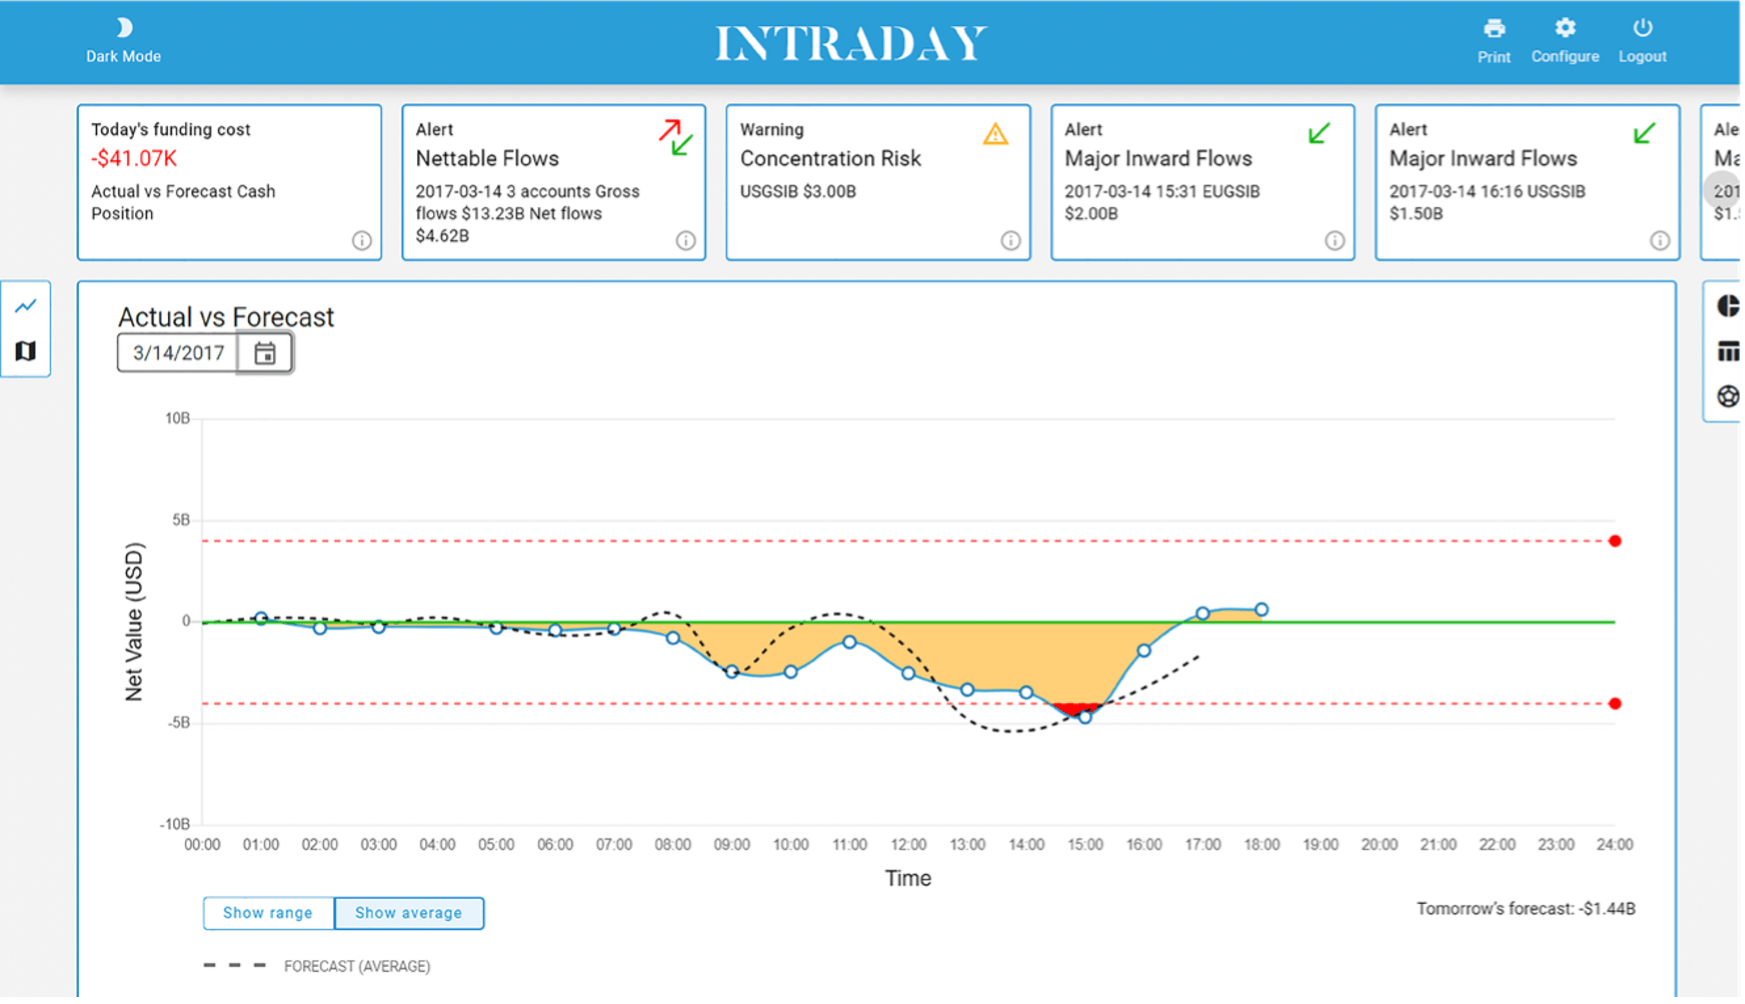 Dark Mode
INTRADAY
Print
Configure
Logout
Today's funding cost
-$41.07K
Actual vs Forecast Cash
Position
Alert
Nettable Flows
2017-03-14 3 accounts Gross
flows $13.23B Net flows
$4.62B
Warning
Concentration Risk
USGSIB $3.00B
Alert
Major Inward Flows
2017-03-14 15:31 EUGSIB
$2.00B
Alert
Major Inward Flows
2017-03-14 16:16 USGSIB
$1.50B
Actual vs Forecast
3/14/2017
10B
5B
0
-5B
-10B
Net Value (USD)
00:00 01:00 02:00 03:00 04:00 05:00 06:00 07:00 08:00 09:00 10:00 11:00 12:00 13:00 14:00 15:00 16:00 17:00 18:00 19:00 20:00 21:00 22:00 23:00 24:00
Time
Show range
Show average
Tomorrow's forecast: -$1.44B
FORECAST (AVERAGE)